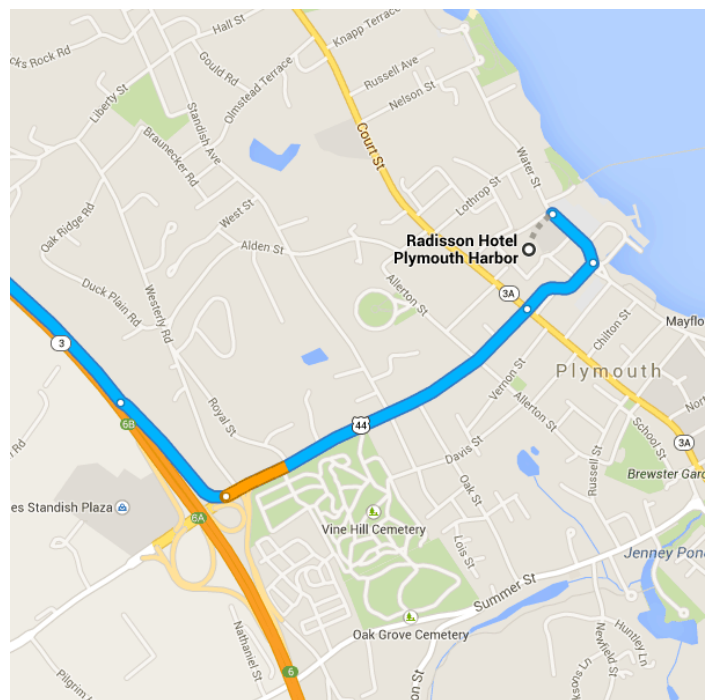 Hall St
Knapp Terrace
cks Rock Rd
Gould Rd
Russell Ave
Liberty St
Olmstead Terrace
Nelson St
Standish Ave
Court St
Braunecker Rd
Water St
Lothrop St
West St
Oak Ridge Rd
Alden St
Radisson Hotel
Plymouth Harbor
Duck Plain Rd
Allerton St
3A
Westerly Rd
Mayflo
Chilton St
3
Plymouth
Vernon St
Royal St
Allerton St
North
6B
44
School St
3A
Davis St
Russell St
Brewster Gard
Oak St
es Standish Plaza
6A
Vine Hill Cemetery
Lois St
Jenney Pond
Summer St
Oak Grove Cemetery
Nathaniel St
Huntley Ln
Newfield St
6
Pilgrim A